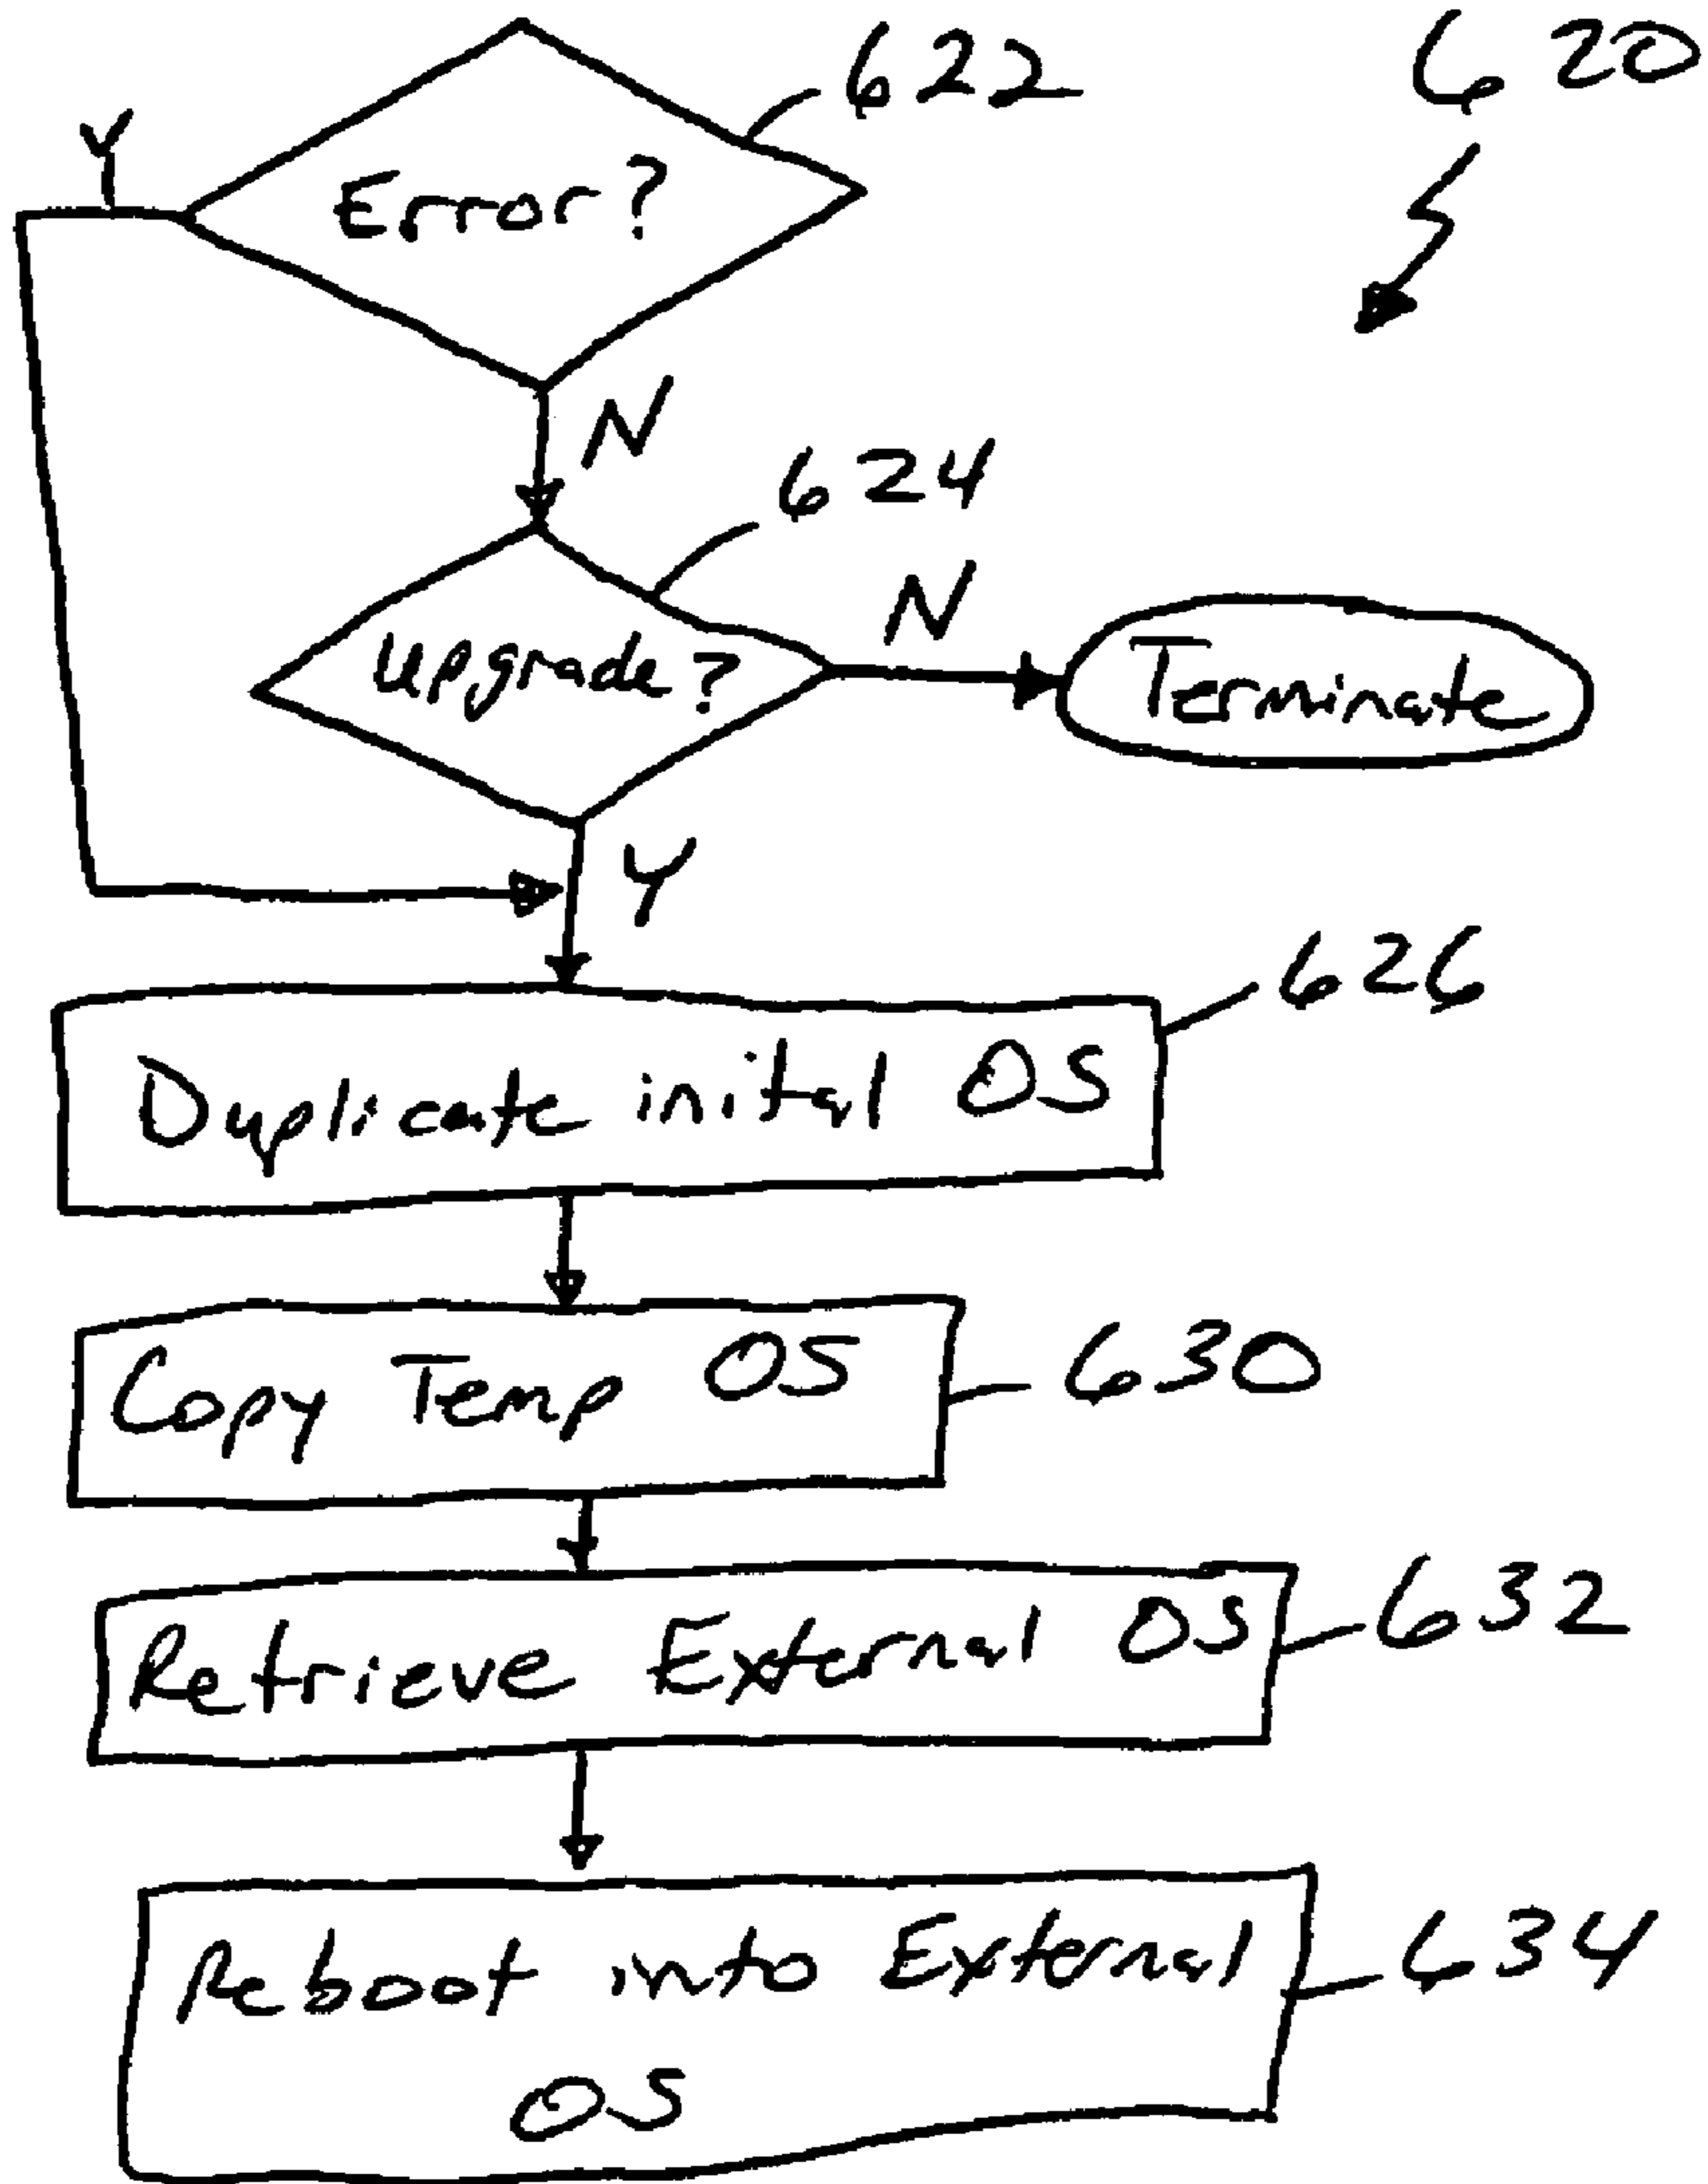 622
620
Y
Error?
N
624
N
Upgrade?
Terminate
Y
626
Duplicate inital OS
Copy Temp OS
630
Retrieve External OS
632
Reboot into External
OS
634